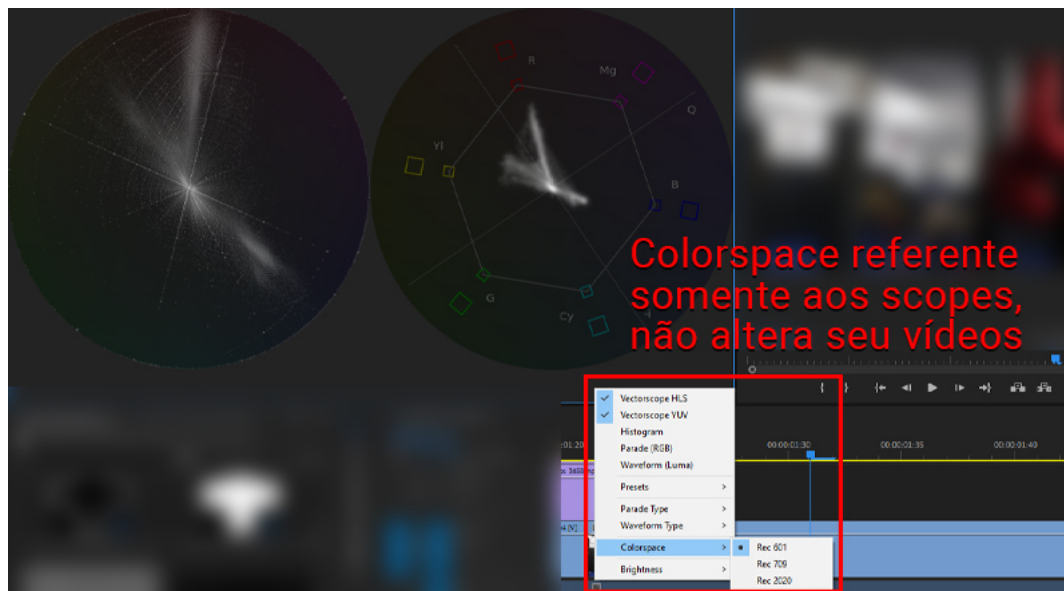 R
Mg
Yl
Q
B
G
Cy
Colorspace referente
somente aos scopes,
não altera seu vídeos
Vectorscope HLS
Vectorscope YUV
Histogram
Parade (RGB)
Waveform (Luma)
Presets
Parade Type
Waveform Type
Colorspace
Brightness
Rec 601
Rec 709
Rec 2020
:01:20
00:00:01:30
00:00:01:35
00:00:01:40
[V]